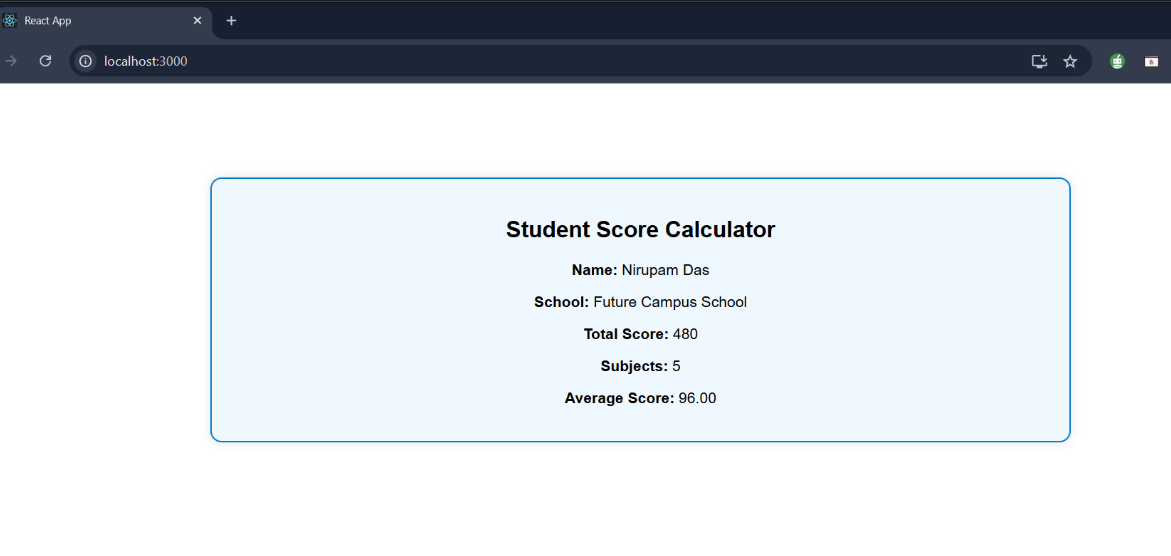 React App
localhost:3000
Student Score Calculator
Name: Nirupam Das
School: Future Campus School
Total Score: 480
Subjects: 5
Average Score: 96.00